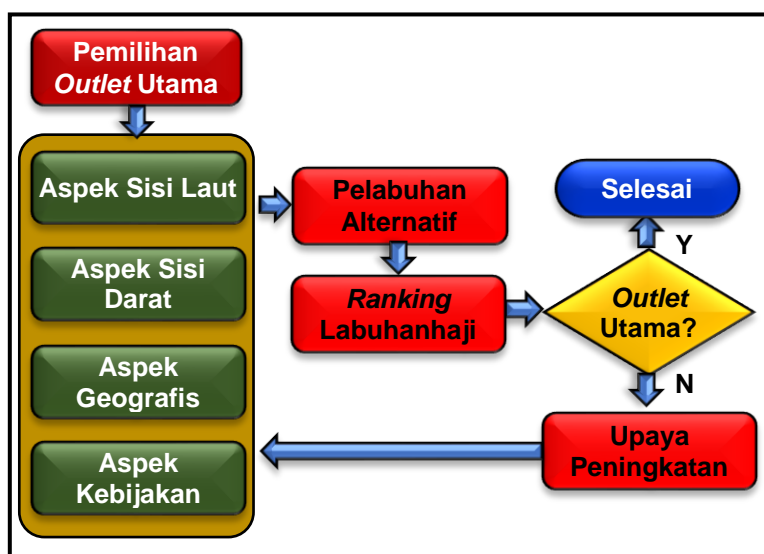 Pemilihan
Outlet Utama
Aspek Sisi Laut
Aspek Sisi
Darat
Aspek
Geografis
Aspek
Kebijakan
Pelabuhan
Alternatif
Ranking
Labuhanhaji
Outlet
Utama?
Y
Selesai
N
Upaya
Peningkatan